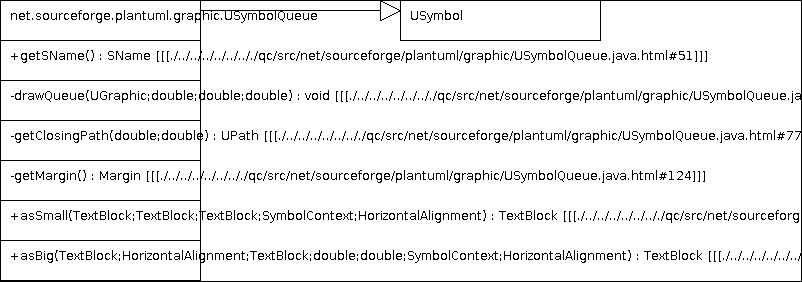 net.sourceforge.plantuml.graphic.USymbolQueue
USymbol
+getSName() : SName [[[./../../../../../../qc/src/net/sourceforge/plantuml/graphic/USymbolQueue.java.html#51]]]
-drawQueue(UGraphic;double;double;double) : void [[[./../../../../../../qc/src/net/sourceforge/plantuml/graphic/USymbolQueue.ja
-getClosingPath(double;double) : UPath [[[./../../../../../../qc/src/net/sourceforge/plantuml/graphic/USymbolQueue.java.html#77
-getMargin() : Margin [[[./../../../../../../qc/src/net/sourceforge/plantuml/graphic/USymbolQueue.java.html#124]]]
+asSmall(TextBlock;TextBlock;TextBlock;SymbolContext;HorizontalAlignment) : TextBlock [[[./../../../../../../qc/src/net/sourceforg
+asBig(TextBlock;HorizontalAlignment;TextBlock;double;double;SymbolContext;HorizontalAlignment) : TextBlock [[[./../../../../../